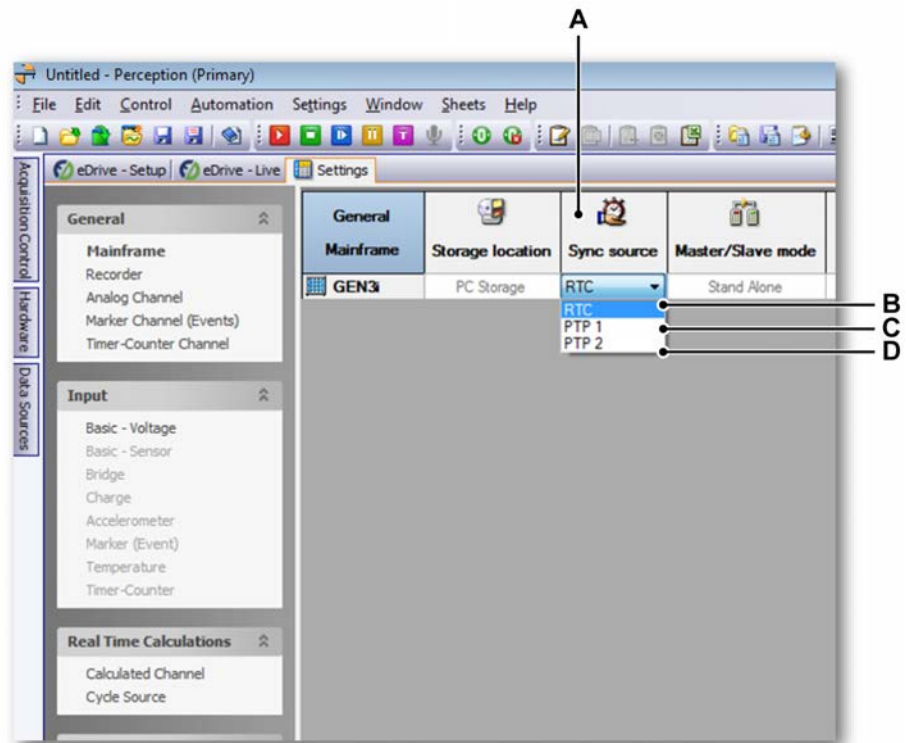 A
Untitled - Perception (Primary)
File Edit Control Automation Settings Window Sheets Help
Acquisition Control
Hardware
Data Sources
eDrive - Setup eDrive - Live Settings
General
Mainframe
Recorder
Analog Channel
Marker Channel (Events)
Timer-Counter Channel
Input
Basic - Voltage
Basic - Sensor
Bridge
Charge
Accelerometer
Marker (Event)
Temperature
Timer-Counter
Real Time Calculations
Calculated Channel
Cycle Source
General
Mainframe Storage location Sync source Master/Slave mode
GEN3i PC Storage RTC Stand Alone
RTC B
PTP 1 C
PTP 2 D